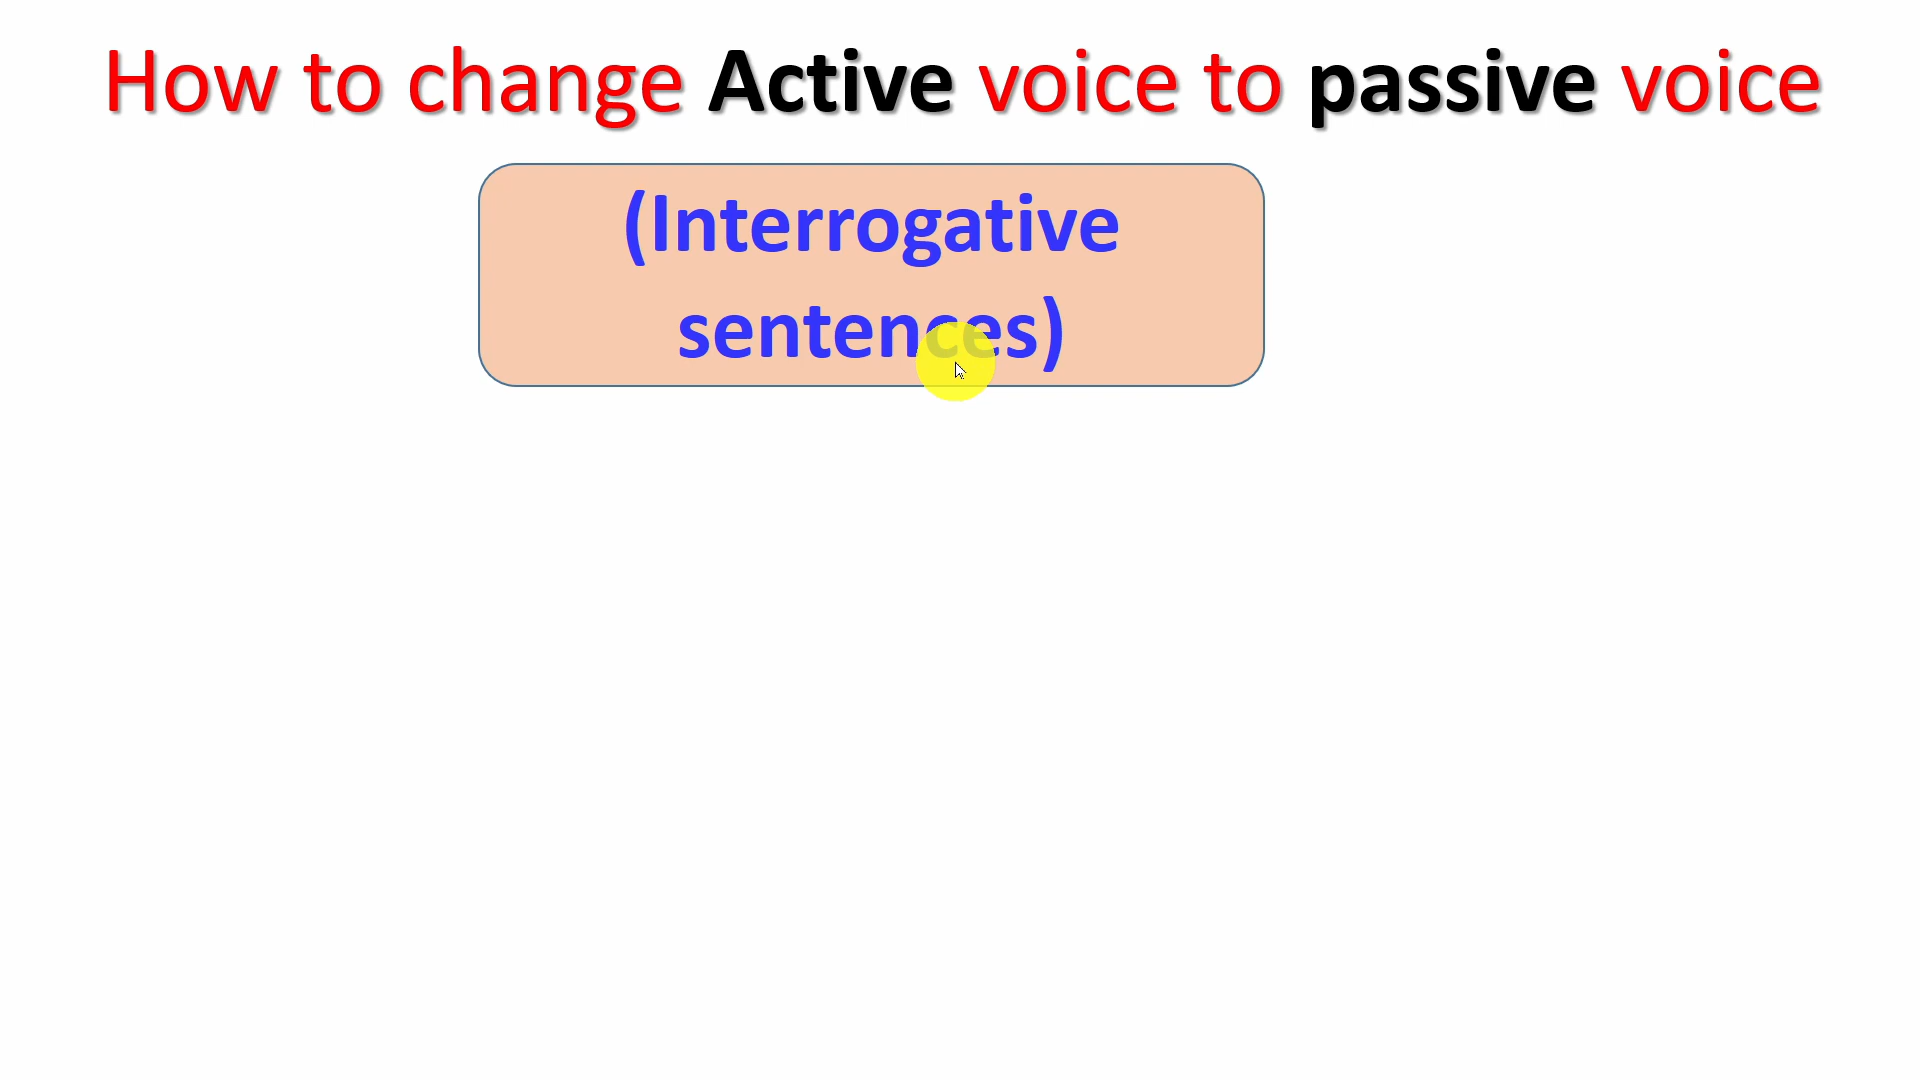 How to change Active voice to passive voice
(Interrogative
sentences)